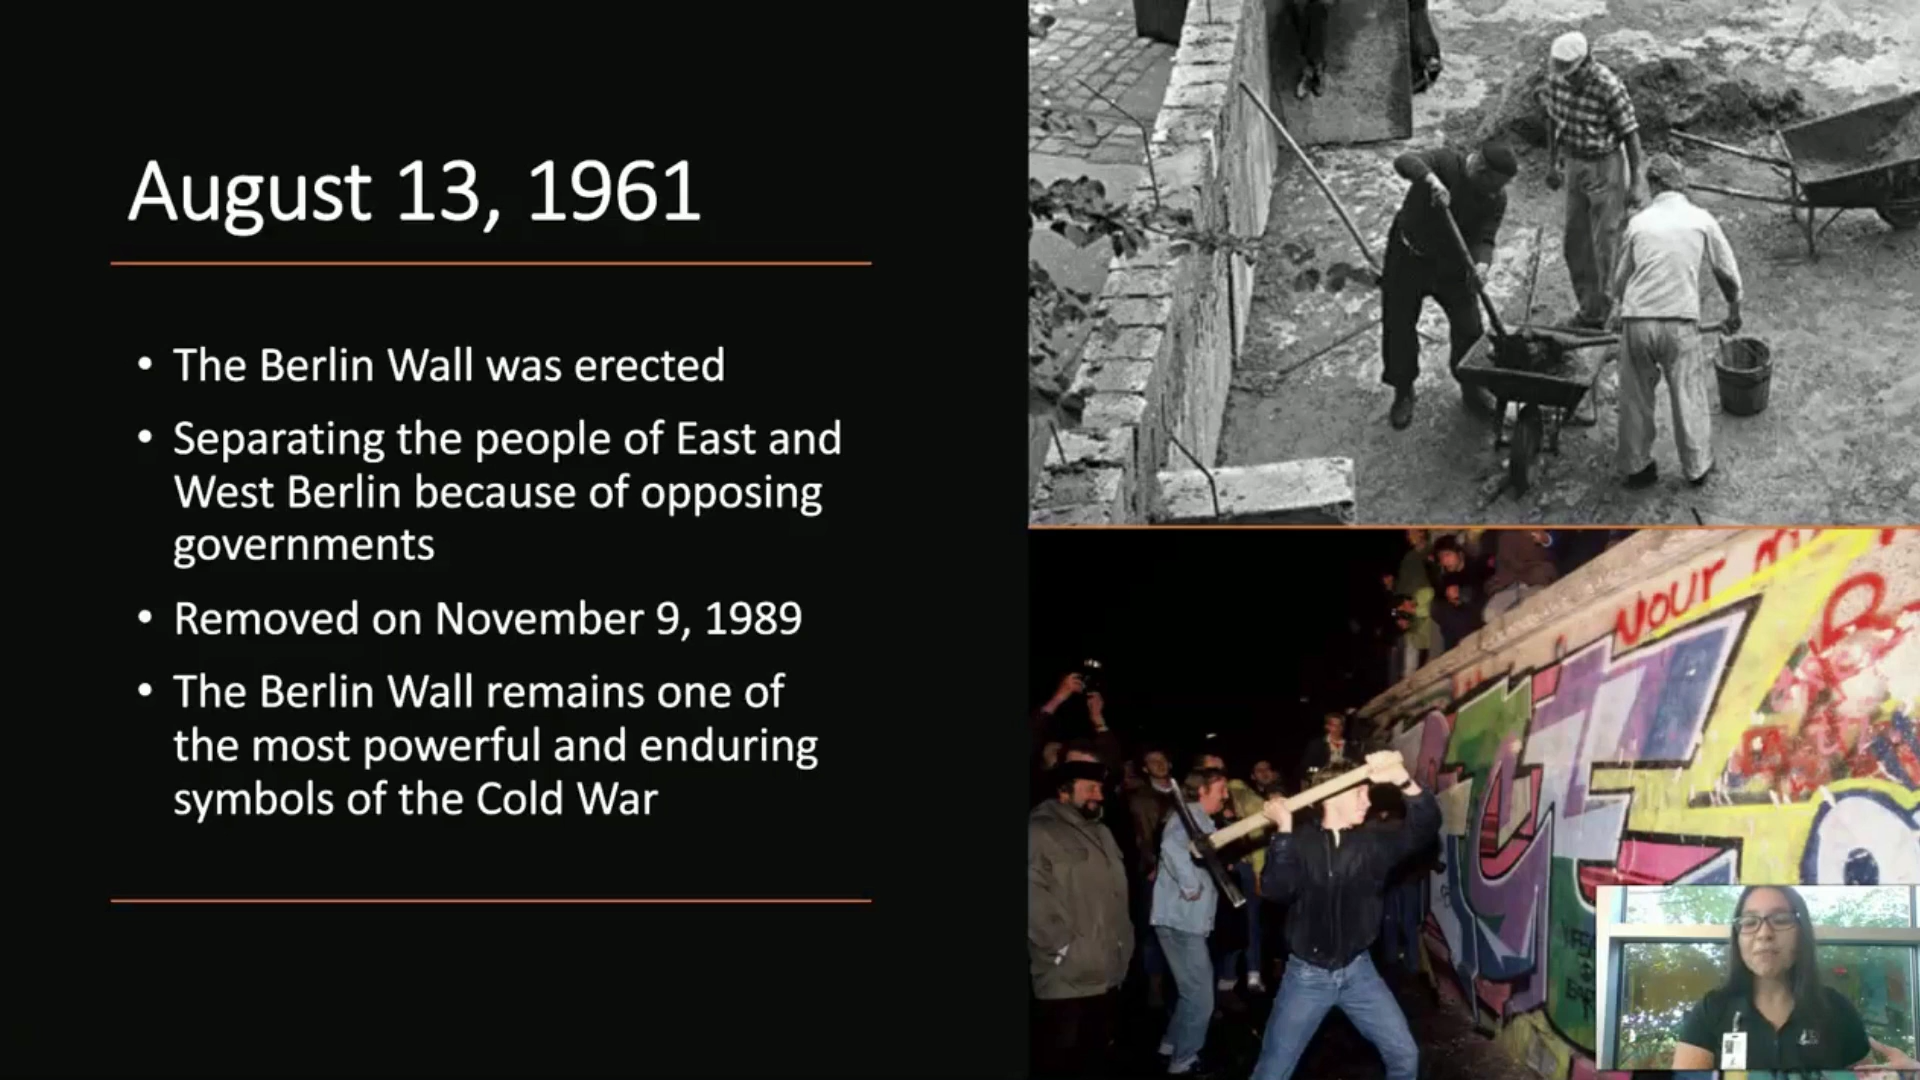 August 13, 1961
• The Berlin Wall was erected
• Separating the people of East and
West Berlin because of opposing
governments
• Removed on November 9, 1989
• The Berlin Wall remains one of
the most powerful and enduring
symbols of the Cold War